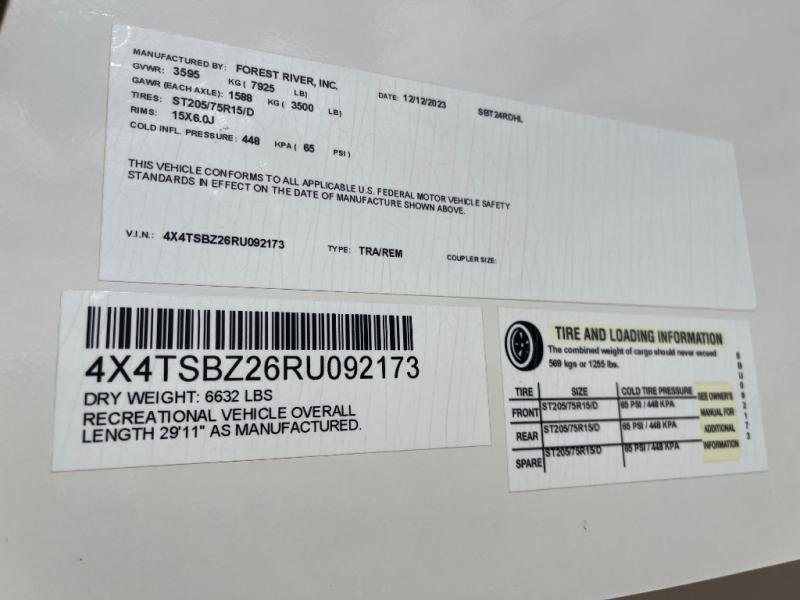 MANUFACTURED BY: FOREST RIVER, INC.
GVWR: 3595 KG ( 7925 LB)
DATE: 12/12/2023 SBT24RDHL
GAWR (EACH AXLE): 1588 KG ( 3500 LB)
TIRES: ST205/75R15/D
RIMS: 15X6.0J
COLD INFL. PRESSURE: 448 KPA ( 65 PSI)
THIS VEHICLE CONFORMS TO ALL APPLICABLE U.S. FEDERAL MOTOR VEHICLE SAFETY
STANDARDS IN EFFECT ON THE DATE OF MANUFACTURE SHOWN ABOVE.
V.I.N.: 4X4TSBZ26RU092173 TYPE: TRA/REM COUPLER SIZE:
4X4TSBZ26RU092173
DRY WEIGHT: 6632 LBS
RECREATIONAL VEHICLE OVERALL
LENGTH 29'11" AS MANUFACTURED.
TIRE AND LOADING INFORMATION
The combined weight of cargo should never exceed
569 kgs or 1255 lbs.
TIRE SIZE COLD TIRE PRESSURE
FRONT ST205/75R15/D 65 PSI / 448 KPA
REAR ST205/75R15/D 65 PSI / 448 KPA
SPARE ST205/75R15/D 65 PSI / 448 KPA
SEE OWNER'S
MANUAL FOR
ADDITIONAL
INFORMATION
SBU092173